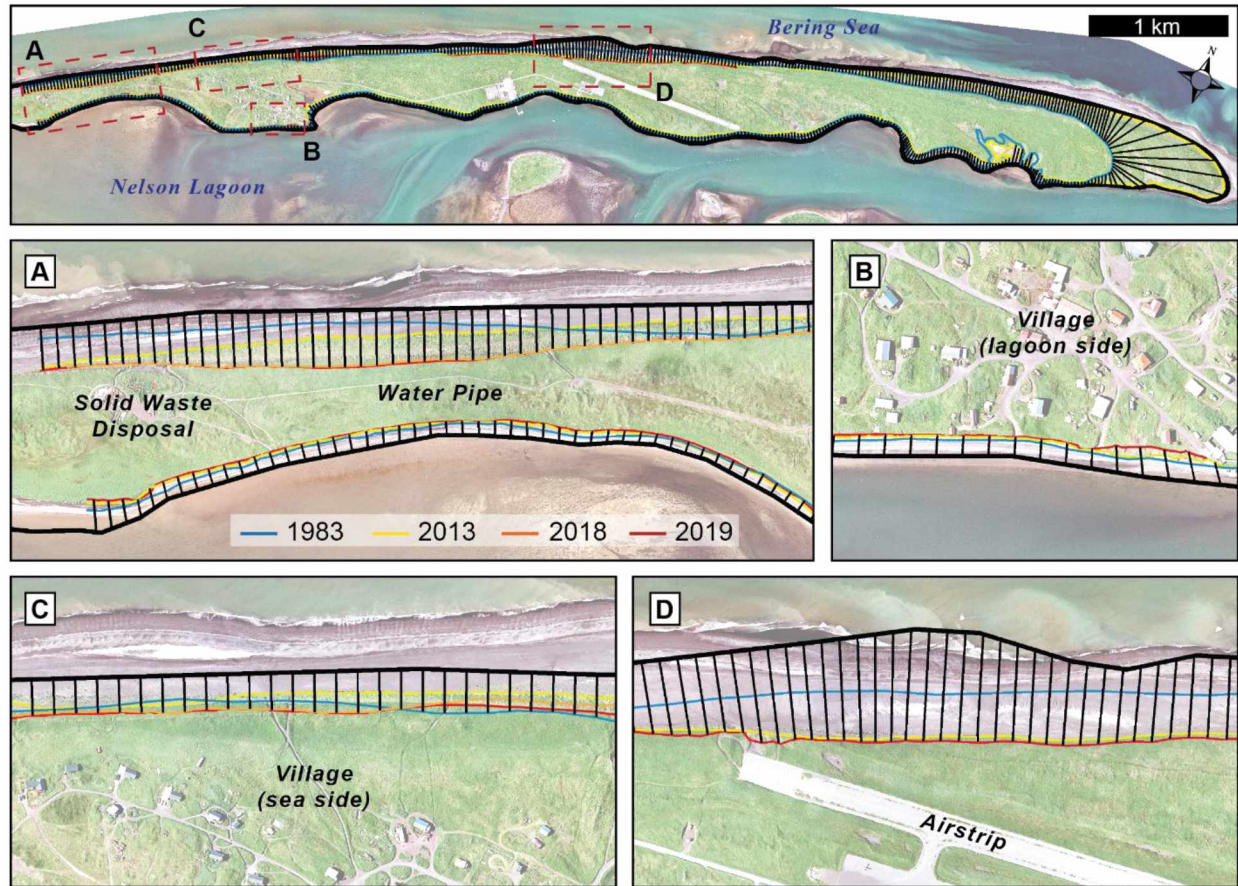 A
C
Bering Sea
1 km
N
D
B
Nelson Lagoon
A
Solid Waste
Disposal
Water Pipe
1983
2013
2018
2019
B
Village
(lagoon side)
C
Village
(sea side)
D
Airstrip